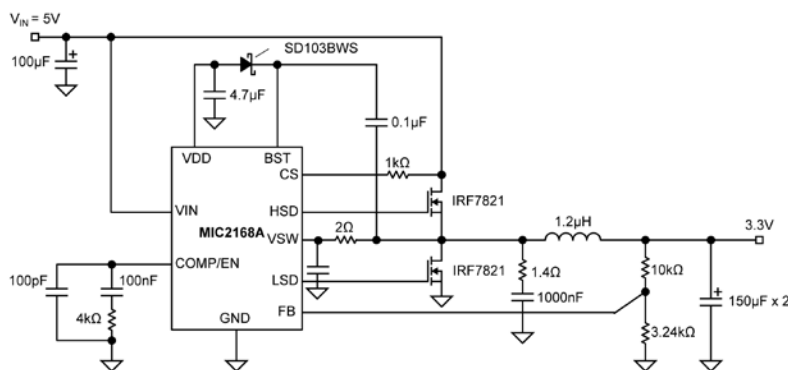 VIN = 5V
SD103BWS
100µF
+
4.7µF
0.1µF
VDD
BST
1kΩ
CS
IRF7821
HSD
VIN
MIC2168A
2Ω
1.2µH
3.3V
VSW
COMP/EN
IRF7821
1.4Ω
10kΩ
+
100pF
100nF
LSD
1000nF
150µF x 2
4kΩ
GND
FB
3.24kΩ